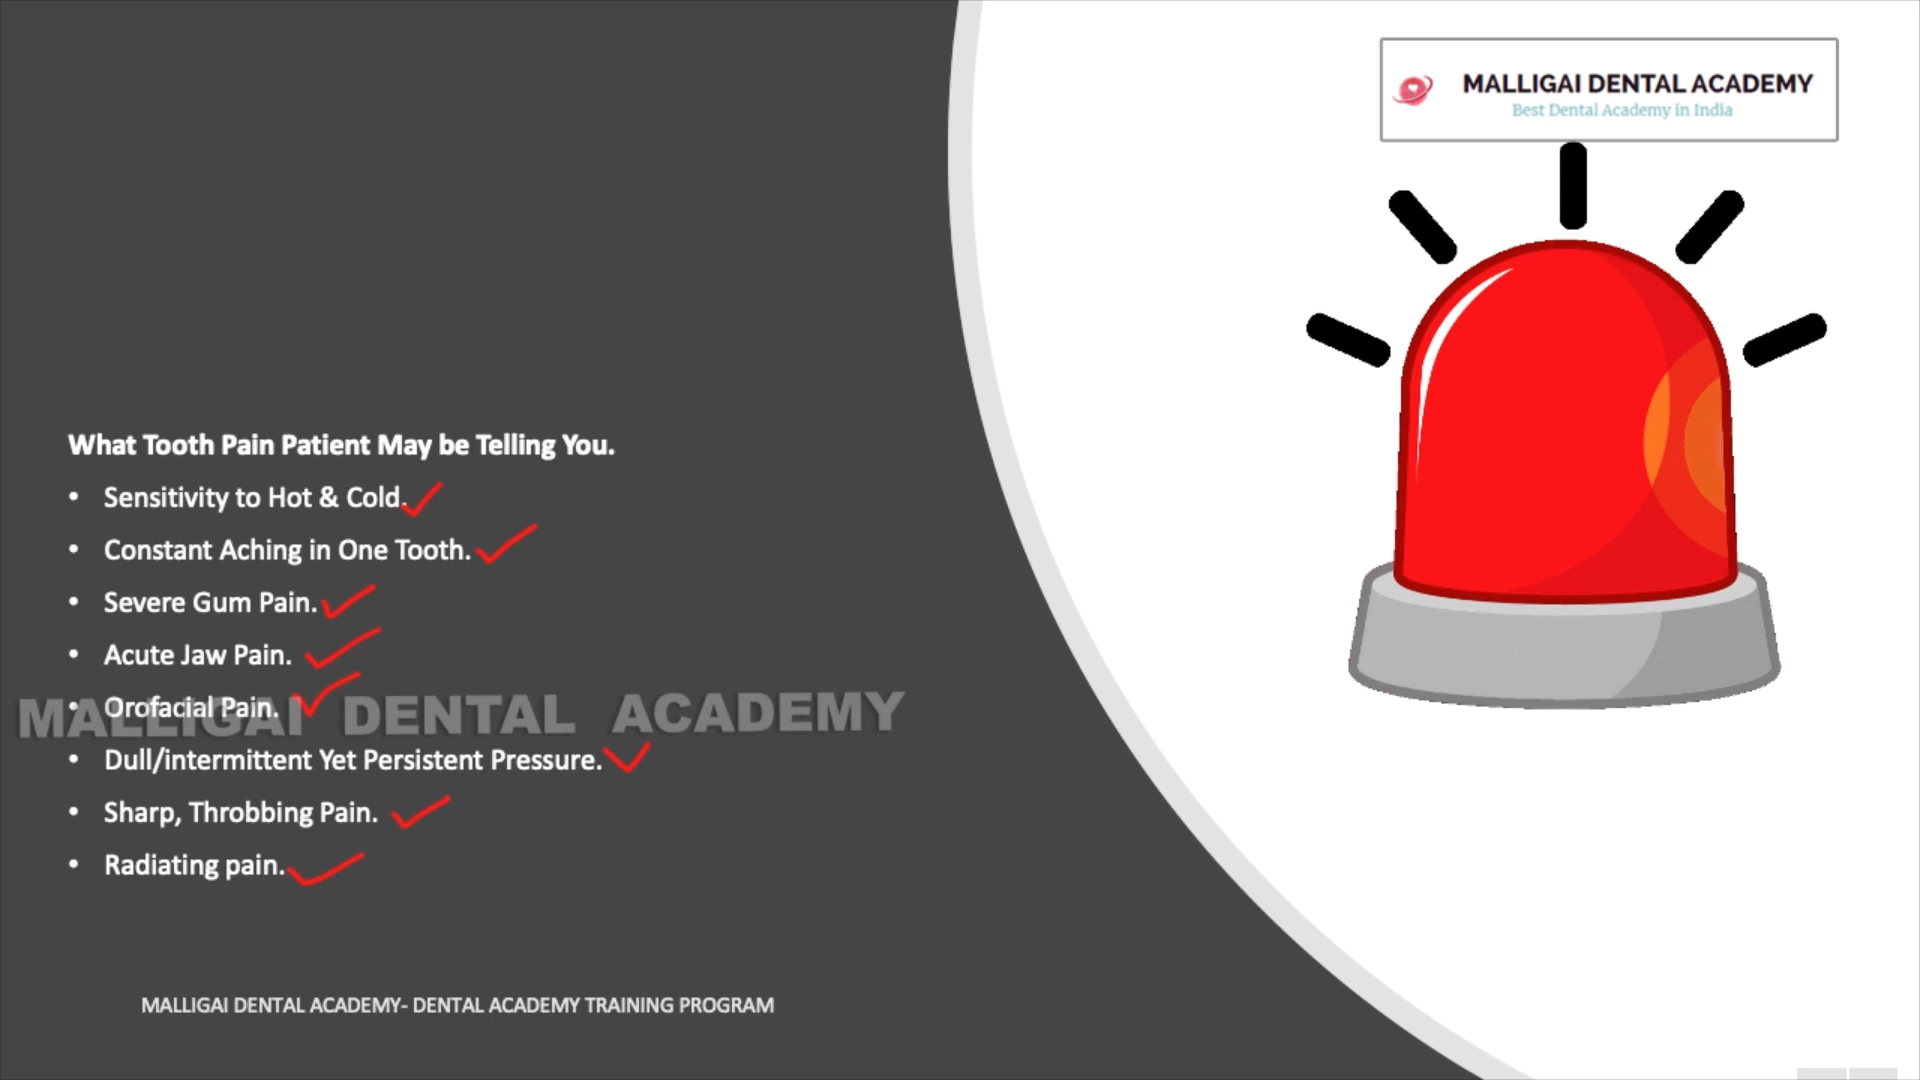 MALLIGAI DENTAL ACADEMY
Best Dental Academy in India
What Tooth Pain Patient May be Telling You.
• Sensitivity to Hot & Cold.
• Constant Aching in One Tooth.
• Severe Gum Pain.
• Acute Jaw Pain.
• Orofacial Pain.
MALLIGAI DENTAL ACADEMY
• Dull/intermittent Yet Persistent Pressure.
• Sharp, Throbbing Pain.
• Radiating pain.
MALLIGAI DENTAL ACADEMY- DENTAL ACADEMY TRAINING PROGRAM